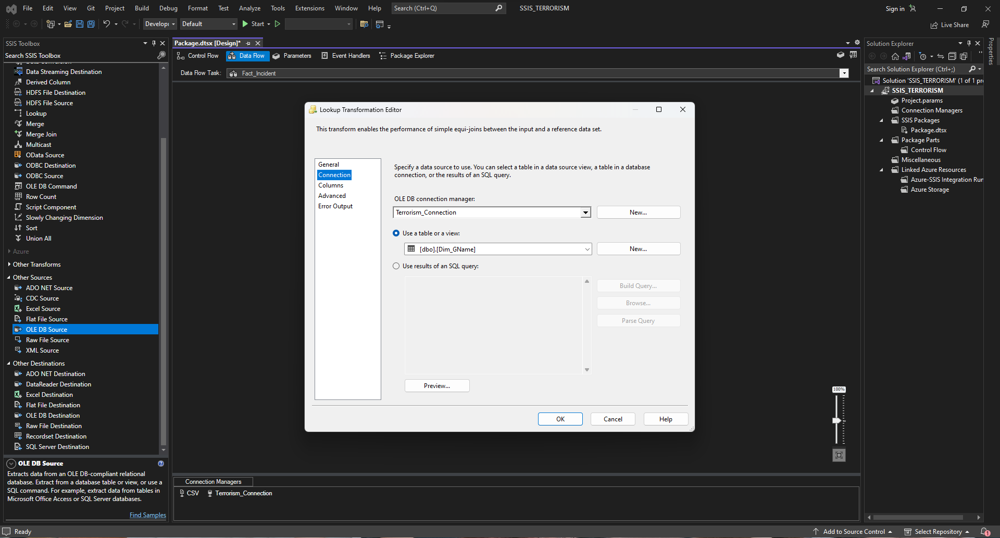 File Edit View Git Project Build Debug Format Test Analyze Tools Extensions Window Help Search (Ctrl+Q) SSIS_TERRORISM Sign in
Develop Default Start Live Share
SSIS Toolbox
Search SSIS Toolbox
Data Conversion
Data Streaming Destination
Derived Column
HDFS File Destination
HDFS File Source
Lookup
Merge
Merge Join
Multicast
OData Source
ODBC Destination
ODBC Source
OLE DB Command
Row Count
Script Component
Slowly Changing Dimension
Sort
Union All
Azure
Other Transforms
Other Sources
ADO NET Source
CDC Source
Excel Source
Flat File Source
OLE DB Source
Raw File Source
XML Source
Other Destinations
ADO NET Destination
DataReader Destination
Excel Destination
Flat File Destination
OLE DB Destination
Raw File Destination
Recordset Destination
SQL Server Destination
OLE DB Source
Extracts data from an OLE DB-compliant relational
database. Extract from a database table or view, or use a
SQL command. For example, extract data from tables in
Microsoft Office Access or SQL Server databases.
Find Samples
Package.dtsx [Design]*
Control Flow Data Flow Parameters Event Handlers Package Explorer
Data Flow Task: Fact_Incident
Lookup Transformation Editor
This transform enables the performance of simple equi-joins between the input and a reference data set.
General
Connection
Columns
Advanced
Error Output
Specify a data source to use. You can select a table in a data source view, a table in a database
connection, or the results of an SQL query.
OLE DB connection manager:
Terrorism_Connection New...
Use a table or a view:
[dbo].[Dim_GName] New...
Use results of an SQL query:
Build Query...
Browse...
Parse Query
Preview...
OK Cancel Help
100%
Connection Managers
CSV Terrorism_Connection
Solution Explorer
Search Solution Explorer (Ctrl+;)
Solution 'SSIS_TERRORISM' (1 of 1 pr
SSIS_TERRORISM
Project.params
Connection Managers
SSIS Packages
Package.dtsx
Package Parts
Control Flow
Miscellaneous
Linked Azure Resources
Azure-SSIS Integration Run
Azure Storage
Properties
Ready Add to Source Control Select Repository 1